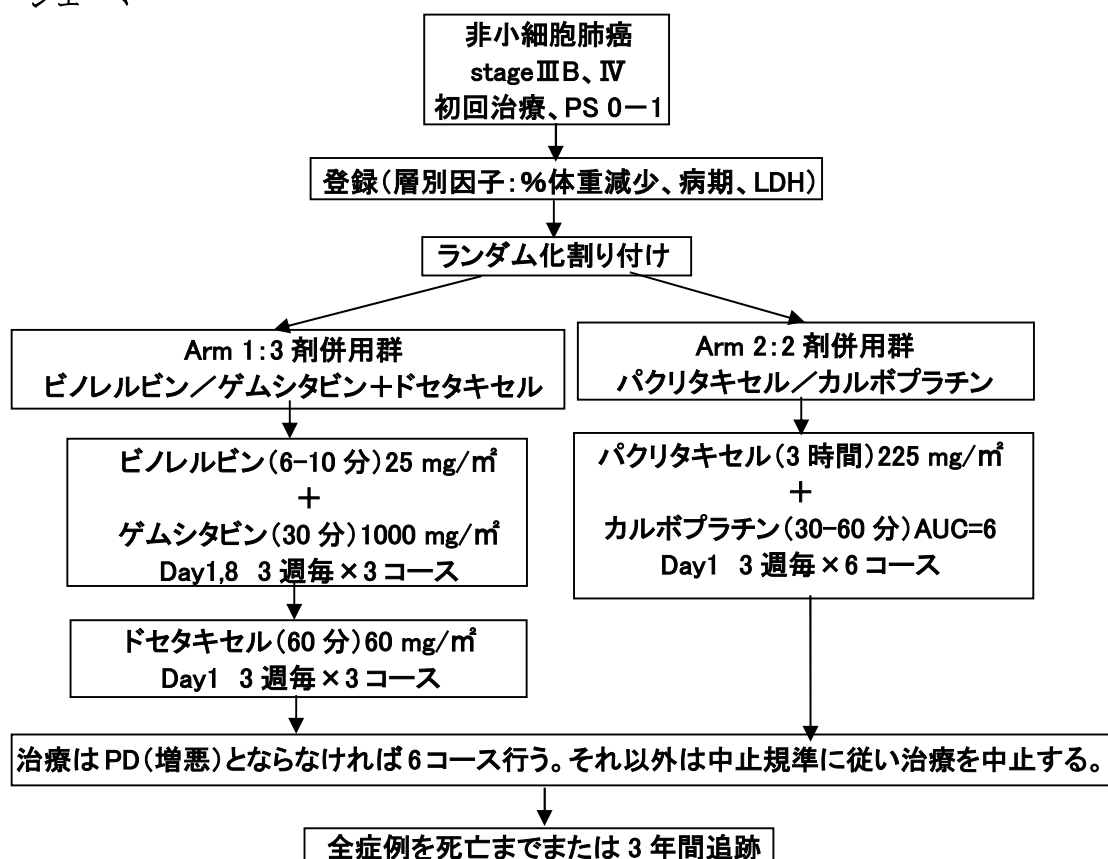 シェーマ
非小細胞肺癌
stageⅢB、Ⅳ
初回治療、PS 0－1
登録（層別因子：％体重減少、病期、LDH）
ランダム化割り付け
Arm 1：3 剤併用群
ビノレルビン／ゲムシタビン＋ドセタキセル
Arm 2：2 剤併用群
パクリタキセル／カルボプラチン
ビノレルビン（6-10 分）25 mg/㎡
＋
ゲムシタビン（30 分）1000 mg/㎡
Day1,8 3 週毎×3 コース
パクリタキセル（3 時間）225 mg/㎡
＋
カルボプラチン（30-60 分）AUC=6
Day1 3 週毎×6 コース
ドセタキセル（60 分）60 mg/㎡
Day1 3 週毎×3 コース
治療は PD（増悪）とならなければ 6 コース行う。それ以外は中止規準に従い治療を中止する。
全症例を死亡までまたは 3 年間追跡